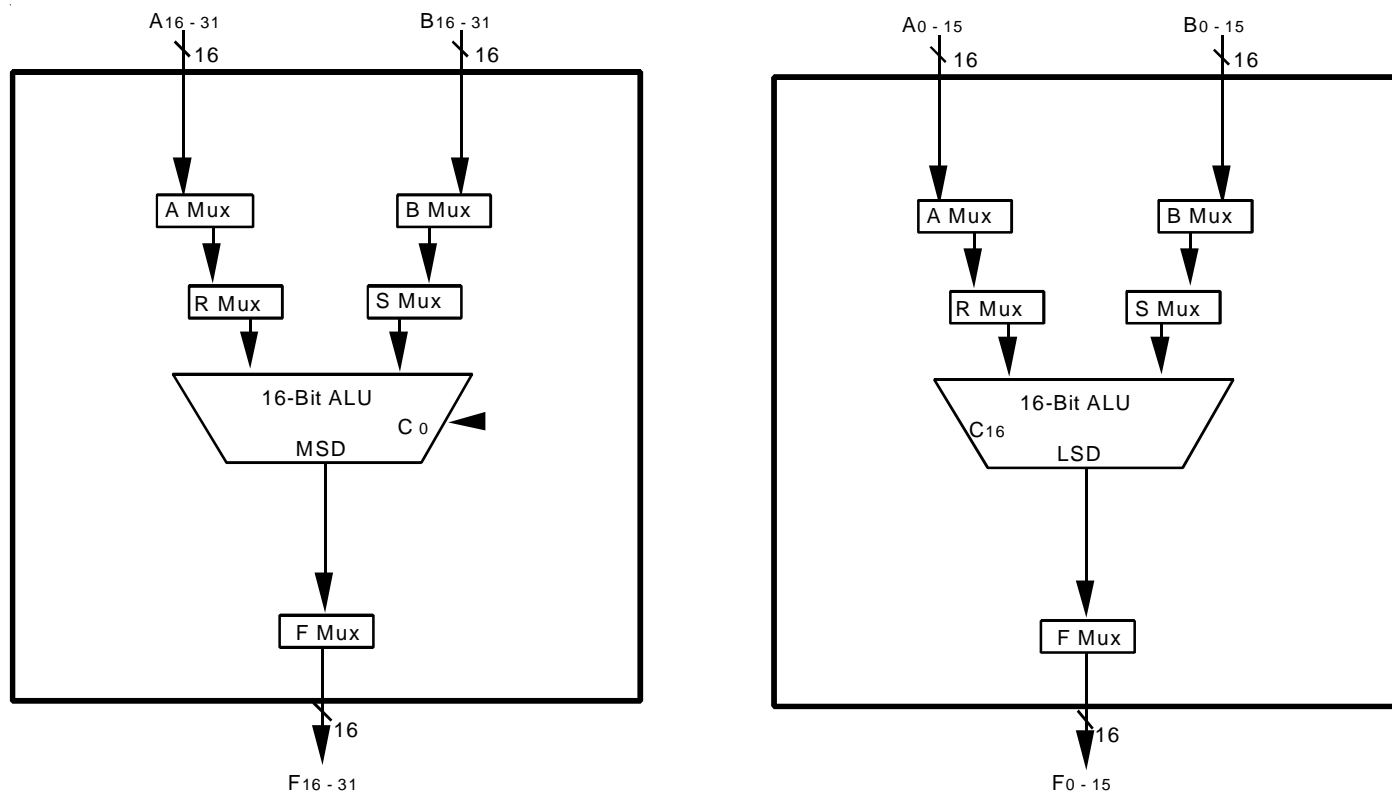 A16 - 31
16
B16 - 31
16
A Mux
B Mux
R Mux
S Mux
16-Bit ALU
C 0
MSD
F Mux
16
F16 - 31
A0 - 15
16
B0 - 15
16
A Mux
B Mux
R Mux
S Mux
16-Bit ALU
C16
LSD
F Mux
16
F0 - 15